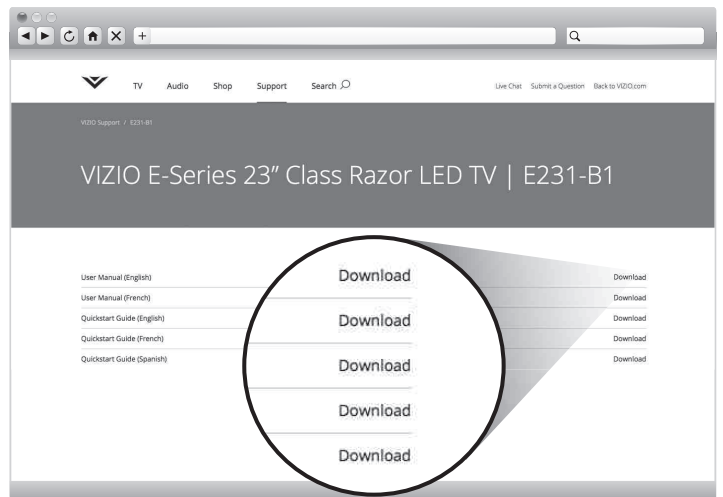 TV Audio Shop Support Search Live Chat Submit a Question Back to VIZIO.com
VIZIO Support / E231-B1
VIZIO E-Series 23” Class Razor LED TV | E231-B1
User Manual (English) Download
User Manual (French) Download
Quickstart Guide (English) Download
Quickstart Guide (French) Download
Quickstart Guide (Spanish) Download
Download
Download
Download
Download
Download